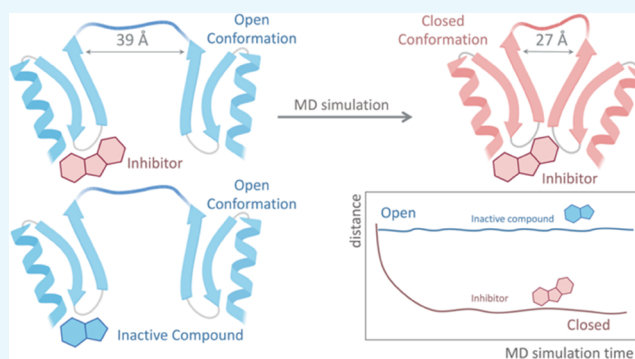 Open
Conformation
39 Å
Inhibitor
MD simulation
Closed
Conformation
27 Å
Inhibitor
Open
Conformation
Inactive Compound
distance
Open
Inactive compound
Inhibitor
Closed
MD simulation time